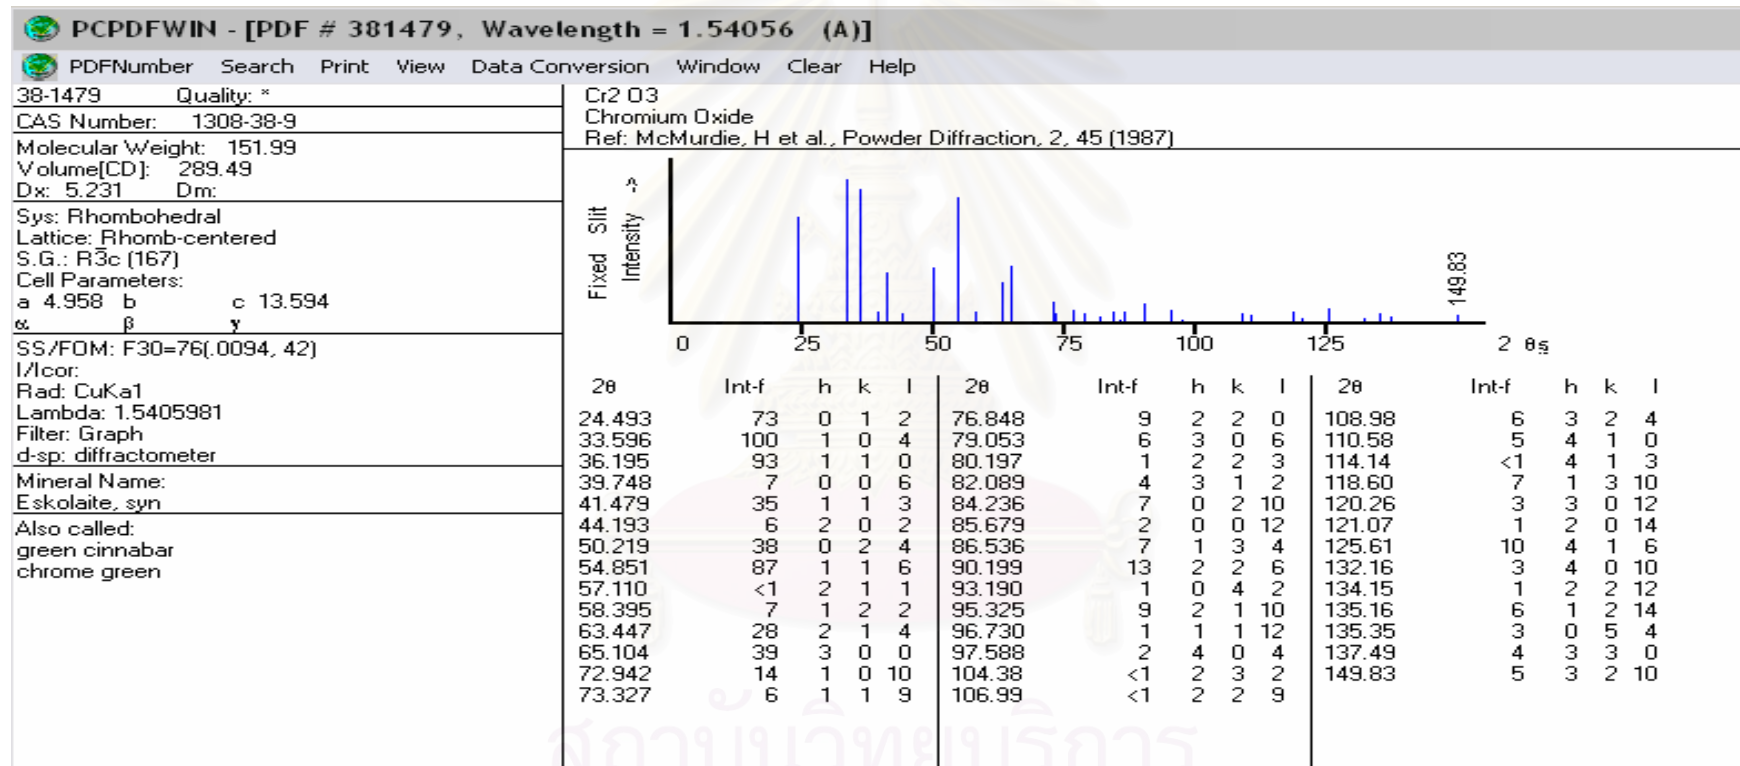 PCPDFWIN - [PDF # 381479, Wavelength = 1.54056 (A)]
PDFNumber Search Print View Data Conversion Window Clear Help
38-1479 Quality: *
CAS Number: 1308-38-9
Molecular Weight: 151.99
Volume[CD]: 289.49
Dx: 5.231 Dm:
Sys: Rhombohedral
Lattice: Rhomb-centered
S.G.: R3̅c (167)
Cell Parameters:
a 4.958 b c 13.594
α β γ
SS/FOM: F30=76(.0094, 42)
I/Icor:
Rad: CuKa1
Lambda: 1.5405981
Filter: Graph
d-sp: diffractometer
Mineral Name:
Eskolaite, syn
Also called:
green cinnabar
chrome green
Cr2 O3
Chromium Oxide
Ref: McMurdie, H et al., Powder Diffraction, 2, 45 (1987)
Fixed Slit
Intensity ->
149.83
0 25 50 75 100 125 2 θ°
2θ Int-f h k l 2θ Int-f h k l 2θ Int-f h k l
24.493 73 0 1 2 76.848 9 2 2 0 108.98 6 3 2 4
33.596 100 1 0 4 79.053 6 3 0 6 110.58 5 4 1 0
36.195 93 1 1 0 80.197 1 2 2 3 114.14 <1 4 1 3
39.748 7 0 0 6 82.089 4 3 1 2 118.60 7 1 3 10
41.479 35 1 1 3 84.236 7 0 2 10 120.26 3 3 0 12
44.193 6 2 0 2 85.679 2 0 0 12 121.07 1 2 0 14
50.219 38 0 2 4 86.536 7 1 3 4 125.61 10 4 1 6
54.851 87 1 1 6 90.199 13 2 2 6 132.16 3 4 0 10
57.110 <1 2 1 1 93.190 1 0 4 2 134.15 1 2 2 12
58.395 7 1 2 2 95.325 9 2 1 10 135.16 6 1 2 14
63.447 28 2 1 4 96.730 1 1 1 12 135.35 3 0 5 4
65.104 39 3 0 0 97.588 2 4 0 4 137.49 4 3 3 0
72.942 14 1 0 10 104.38 <1 2 3 2 149.83 5 3 2 10
73.327 6 1 1 9 106.99 <1 2 2 9
สถาบันวิทยบริการ